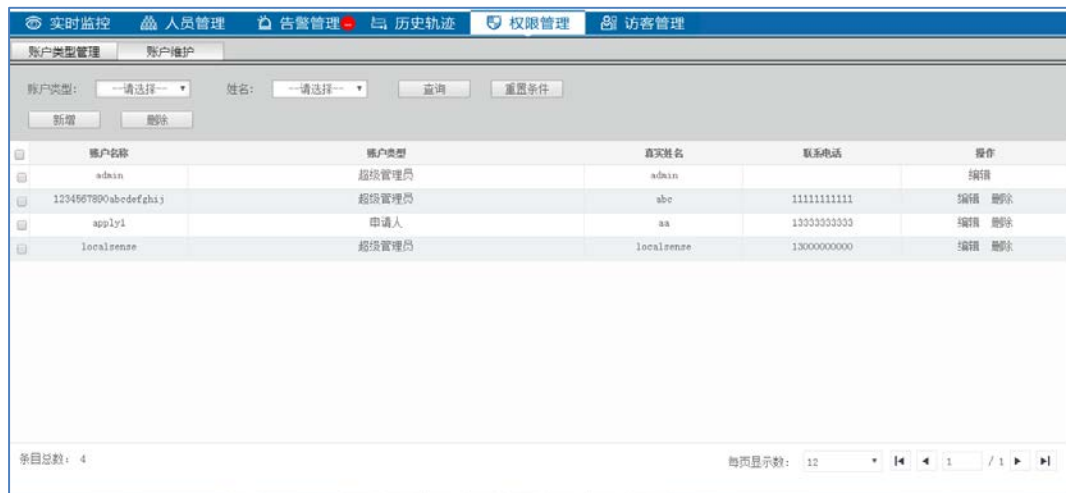 实时监控 人员管理 告警管理 历史轨迹 权限管理 访客管理
账户类型管理 账户维护
账户类型： --请选择-- 姓名： --请选择-- 查询 重置条件
新增 删除
账户名称 账户类型 真实姓名 联系电话 操作
admin 超级管理员 admin 编辑
1234567890abcdefghij 超级管理员 abc 11111111111 编辑 删除
apply1 申请人 aa 13333333333 编辑 删除
localsense 超级管理员 localsense 13000000000 编辑 删除
条目总数： 4 每页显示数： 12 1 / 1